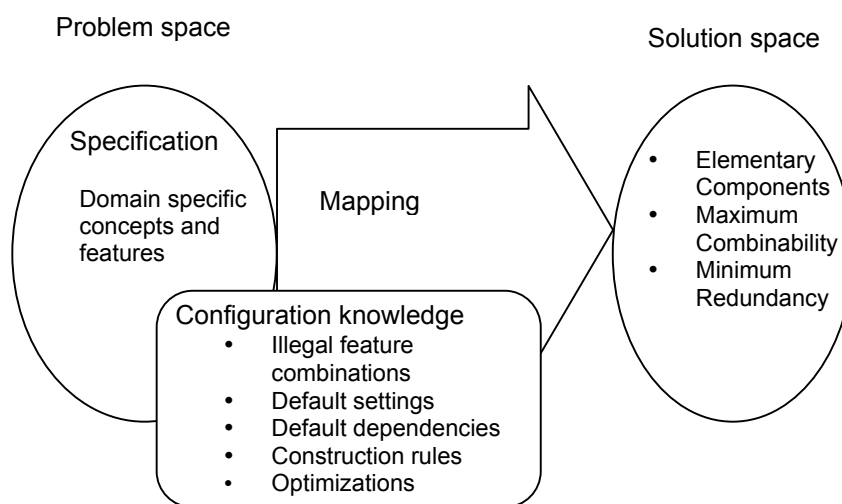 Problem space
Specification
Domain specific
concepts and
features
Mapping
Configuration knowledge
• Illegal feature
combinations
• Default settings
• Default dependencies
• Construction rules
• Optimizations
Solution space
• Elementary
Components
• Maximum
Combinability
• Minimum
Redundancy